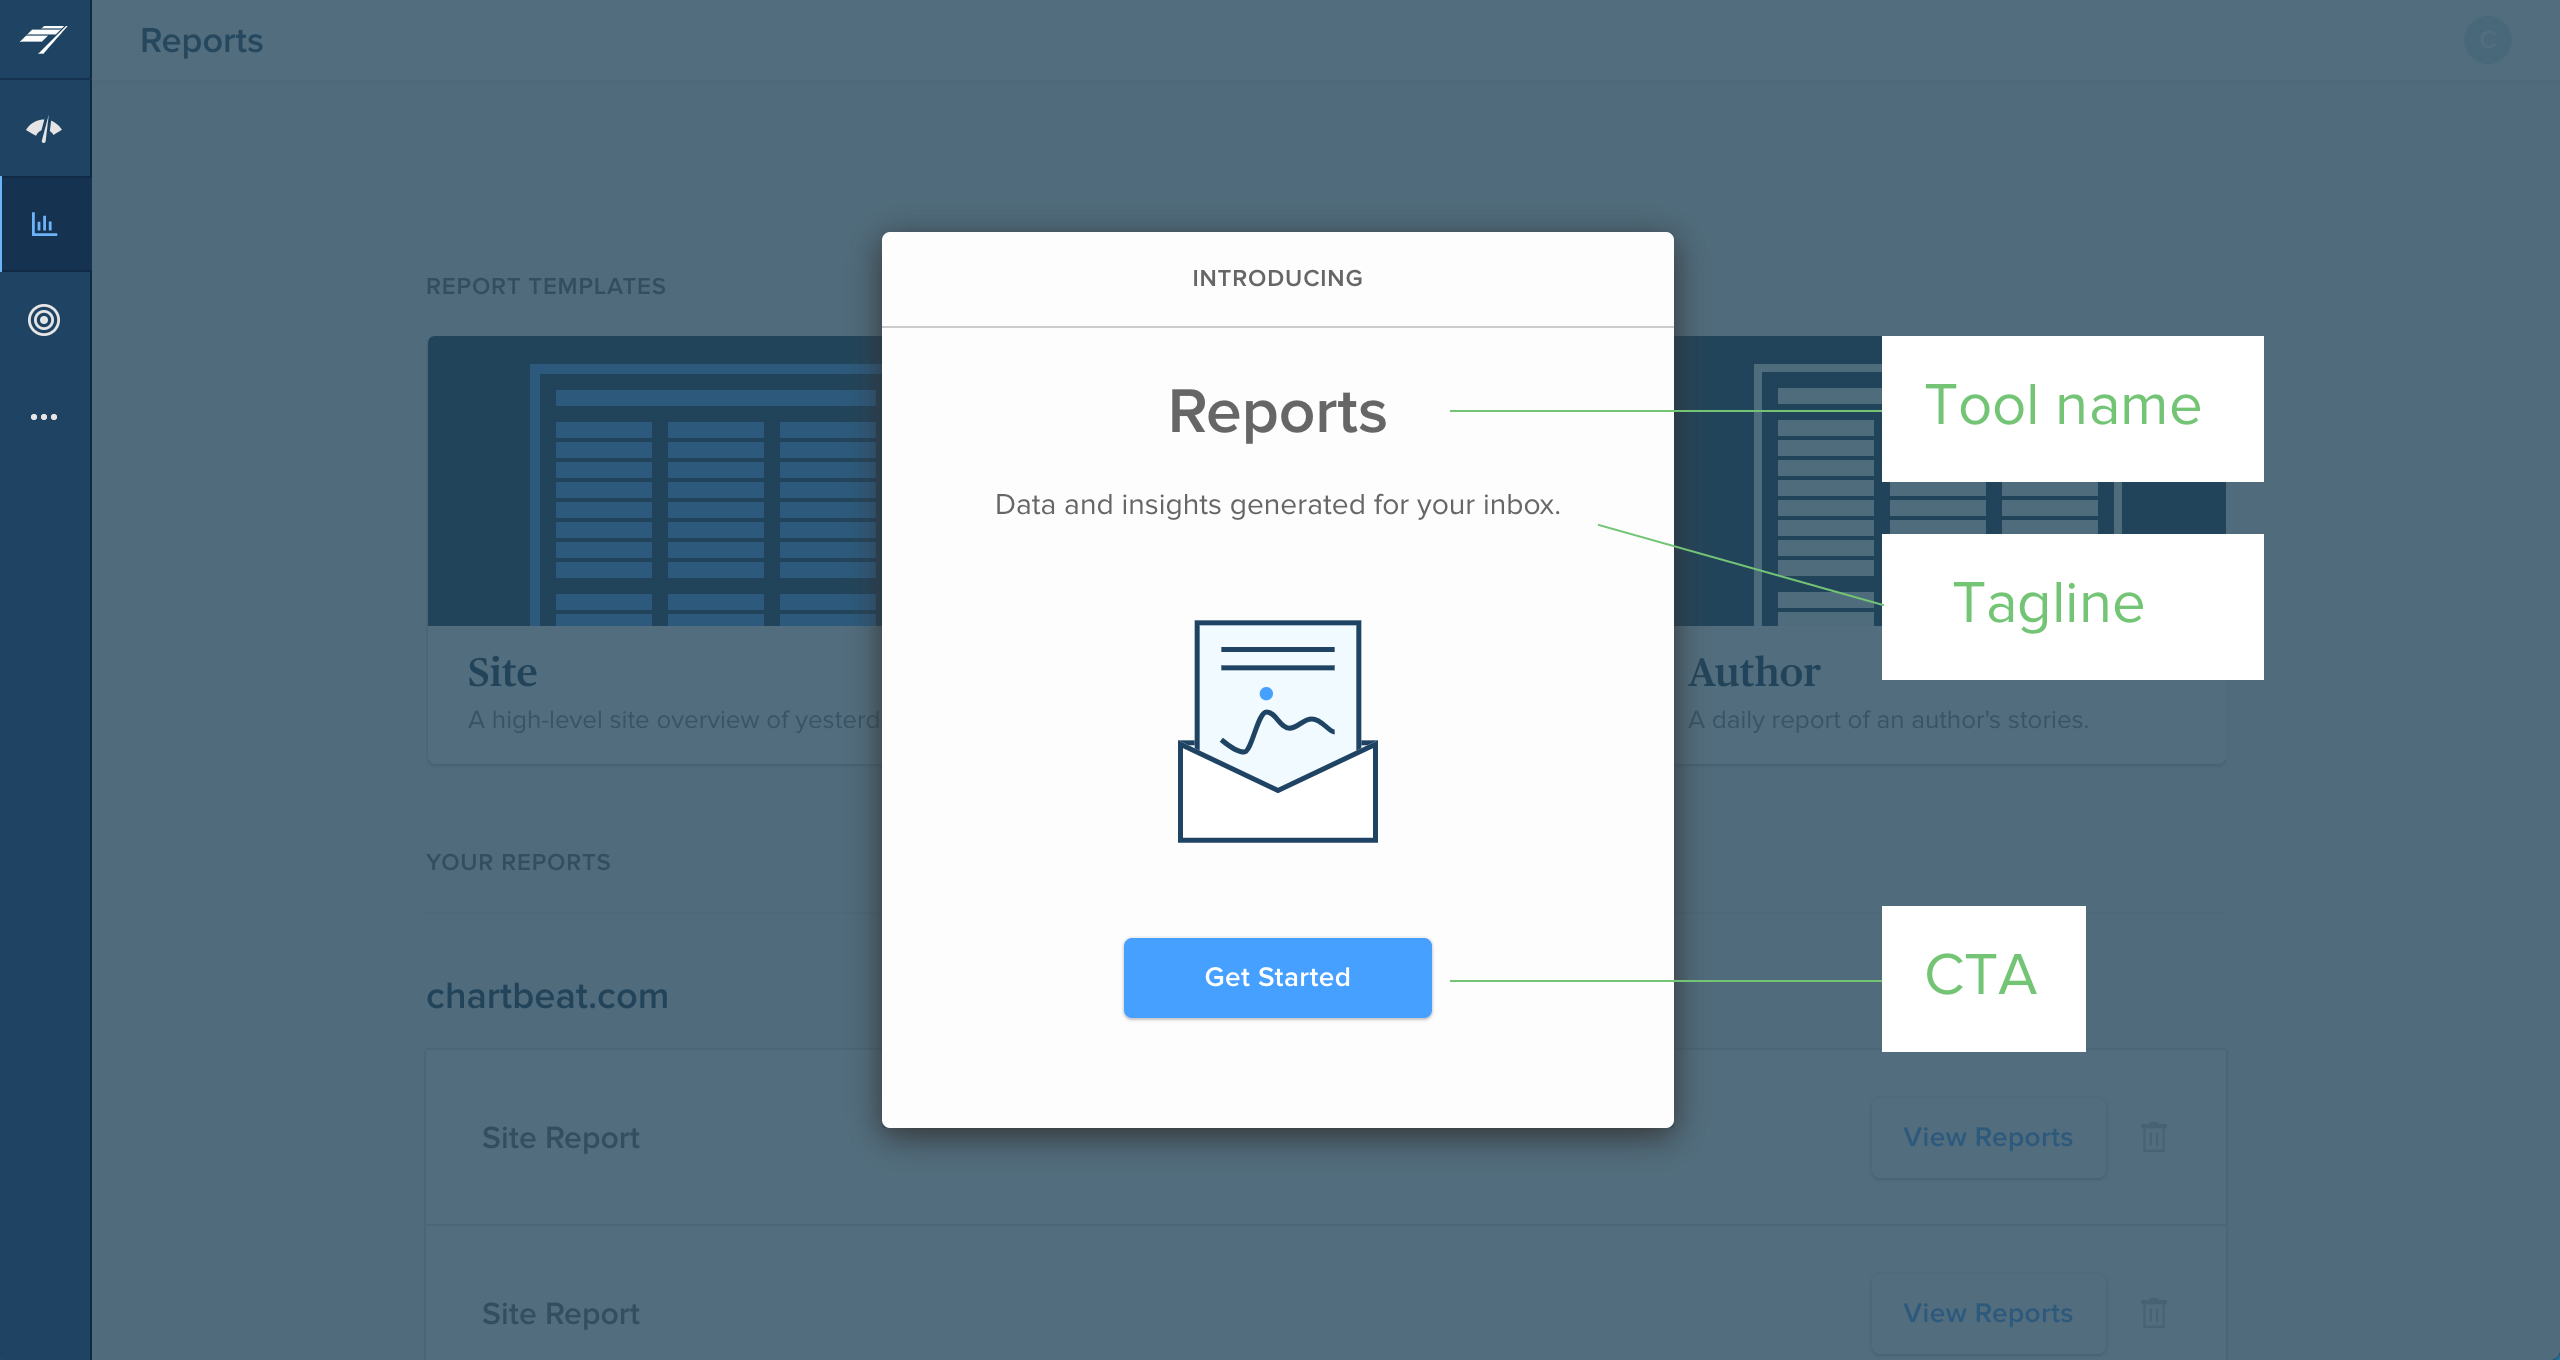 Reports
C
INTRODUCING
REPORT TEMPLATES
Reports
Tool name
Data and insights generated for your inbox.
Tagline
Site
A high-level site overview of
Author
A daily report of an author's stories.
YOUR REPORTS
Get Started
CTA
chartbeat.com
Site Report
View Reports
Site Report
View Reports